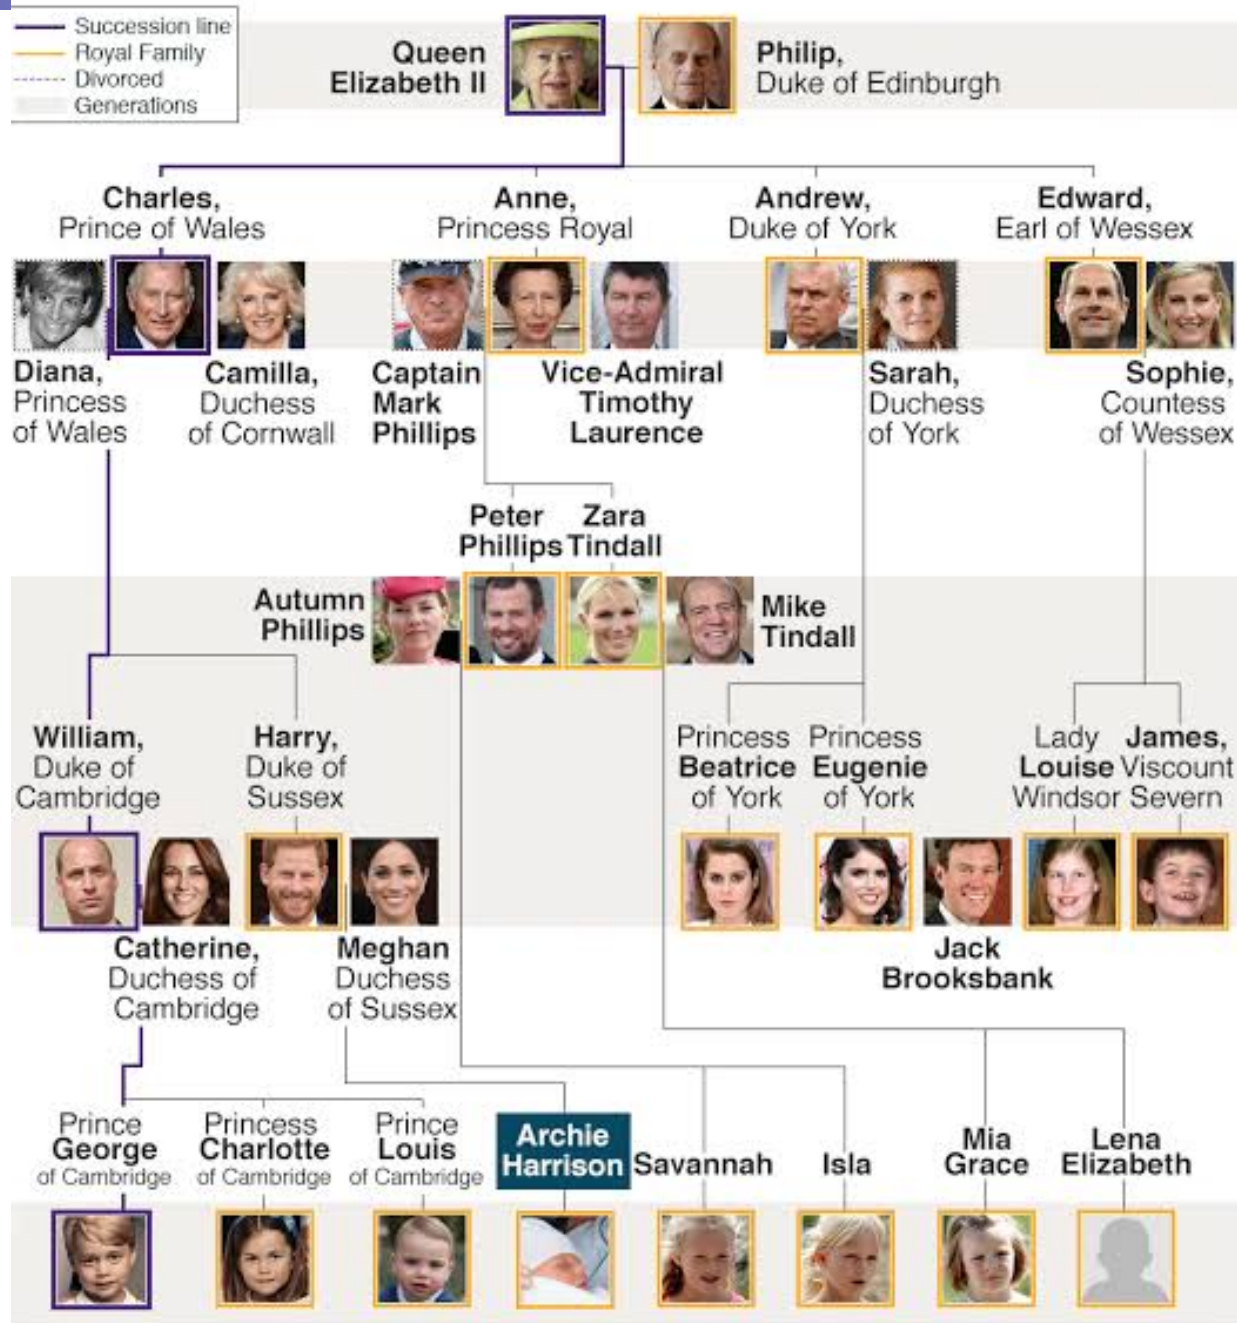 Succession line
Royal Family
Divorced
Generations
Queen
Elizabeth II
Philip,
Duke of Edinburgh
Charles,
Prince of Wales
Anne,
Princess Royal
Andrew,
Duke of York
Edward,
Earl of Wessex
Diana,
Princess
of Wales
Camilla,
Duchess
of Cornwall
Captain
Mark
Phillips
Vice-Admiral
Timothy
Laurence
Sarah,
Duchess
of York
Sophie,
Countess
of Wessex
Peter
Phillips
Zara
Tindall
Autumn
Phillips
Mike
Tindall
William,
Duke of
Cambridge
Harry,
Duke of
Sussex
Princess
Beatrice
of York
Princess
Eugenie
of York
Lady
Louise
Windsor
James,
Viscount
Severn
Catherine,
Duchess of
Cambridge
Meghan
Duchess
of Sussex
Jack
Brooksbank
Prince
George
of Cambridge
Princess
Charlotte
of Cambridge
Prince
Louis
of Cambridge
Archie
Harrison
Savannah
Isla
Mia
Grace
Lena
Elizabeth